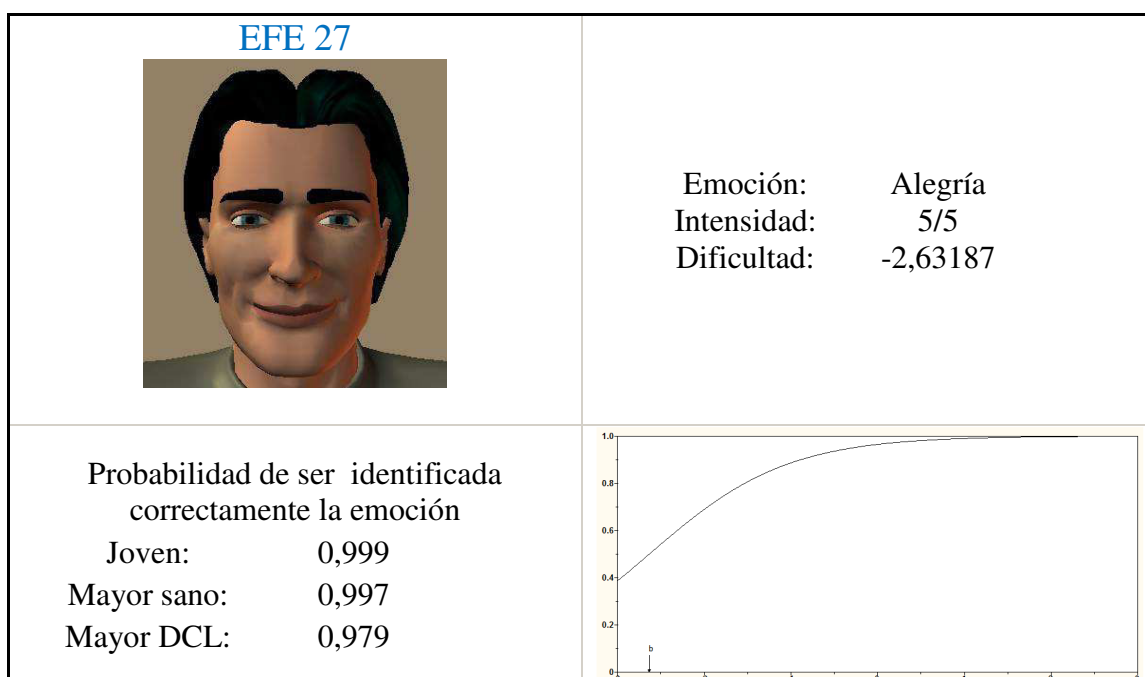 EFE 27
Emoción: Alegría
Intensidad: 5/5
Dificultad: -2,63187
Probabilidad de ser identificada
correctamente la emoción
Joven: 0,999
Mayor sano: 0,997
Mayor DCL: 0,979
1.0
0.8
0.6
0.4
0.2
0
b